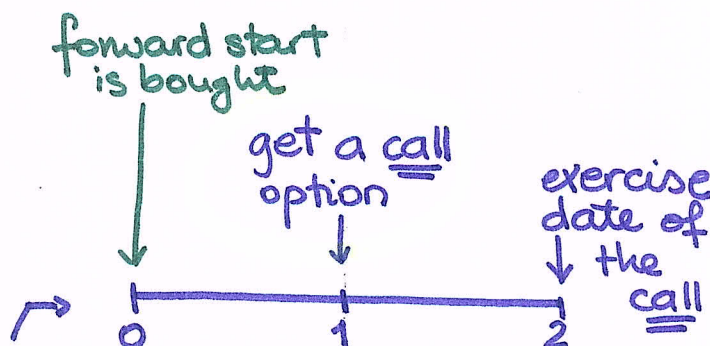 forward start
is bought
get a call
option
exercise
date of
the
call
0
1
2